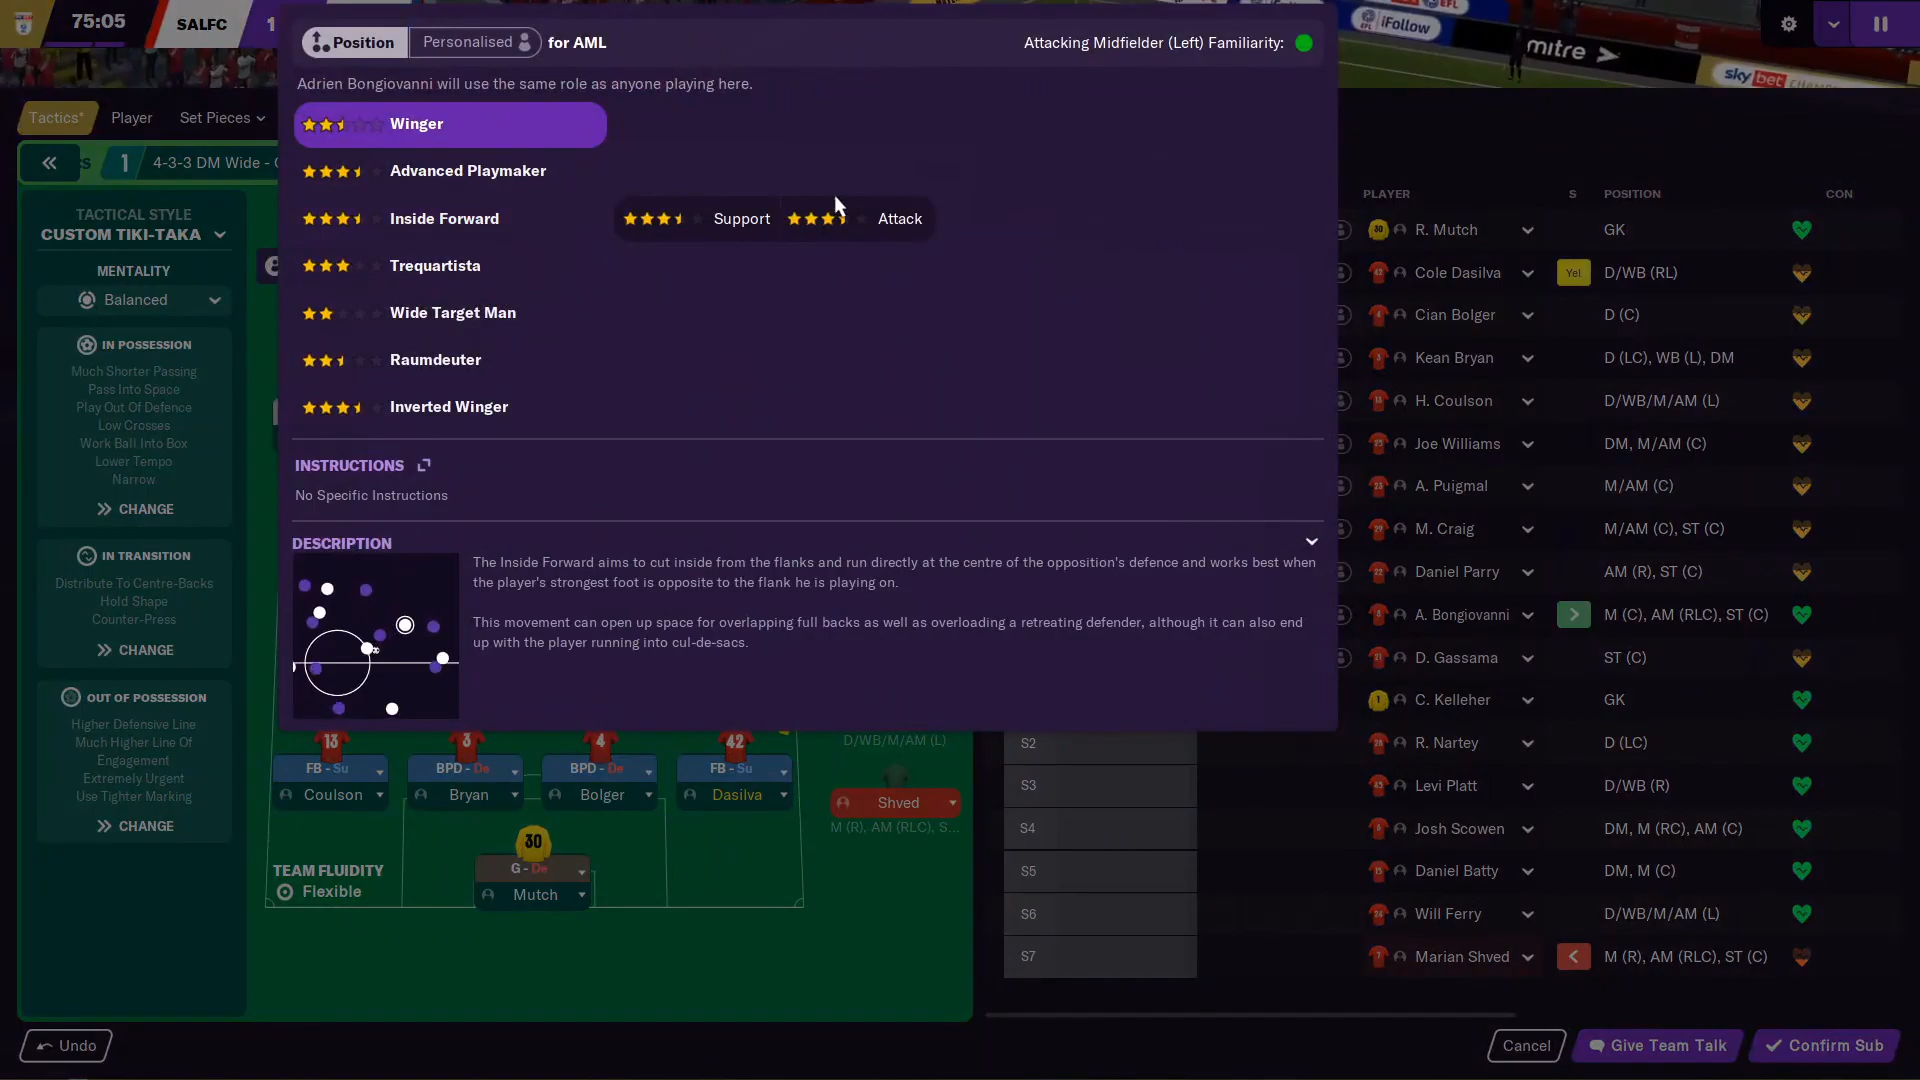 75:05
SALFC
1
EFL
iFollow
mitre
sky bet
Position
Personalised
for AML
Attacking Midfielder (Left) Familiarity:
Adrien Bongiovanni will use the same role as anyone playing here.
Winger
Advanced Playmaker
Inside Forward
Support
Attack
Trequartista
Wide Target Man
Raumdeuter
Inverted Winger
INSTRUCTIONS
No Specific Instructions
DESCRIPTION
The Inside Forward aims to cut inside from the flanks and run directly at the centre of the opposition's defence and works best when
the player's strongest foot is opposite to the flank he is playing on.
This movement can open up space for overlapping full backs as well as overloading a retreating defender, although it can also end
up with the player running into cul-de-sacs.
Tactics*
Player
Set Pieces
1
4-3-3 DM Wide -
TACTICAL STYLE
CUSTOM TIKI-TAKA
MENTALITY
Balanced
IN POSSESSION
Much Shorter Passing
Pass Into Space
Play Out Of Defence
Low Crosses
Work Ball Into Box
Lower Tempo
Narrow
CHANGE
IN TRANSITION
Distribute To Centre-Backs
Hold Shape
Counter-Press
CHANGE
OUT OF POSSESSION
Higher Defensive Line
Much Higher Line Of
Engagement
Extremely Urgent
Use Tighter Marking
CHANGE
13
3
4
42
FB - Su
BPD - De
BPD - De
FB - Su
Coulson
Bryan
Bolger
Dasilva
30
G - De
Mutch
TEAM FLUIDITY
Flexible
D/WB/M/AM (L)
Shved
M (R), AM (RLC), S...
S2
S3
S4
S5
S6
S7
PLAYER S POSITION CON
30 R. Mutch GK
42 Cole Dasilva Yel D/WB (RL)
4 Cian Bolger D (C)
3 Kean Bryan D (LC), WB (L), DM
13 H. Coulson D/WB/M/AM (L)
Joe Williams DM, M/AM (C)
A. Puigmal M/AM (C)
M. Craig M/AM (C), ST (C)
22 Daniel Parry AM (R), ST (C)
A. Bongiovanni M (C), AM (RLC), ST (C)
D. Gassama ST (C)
1 C. Kelleher GK
R. Nartey D (LC)
Levi Platt D/WB (R)
Josh Scowen DM, M (RC), AM (C)
Daniel Batty DM, M (C)
Will Ferry D/WB/M/AM (L)
7 Marian Shved M (R), AM (RLC), ST (C)
Undo
Cancel
Give Team Talk
Confirm Sub